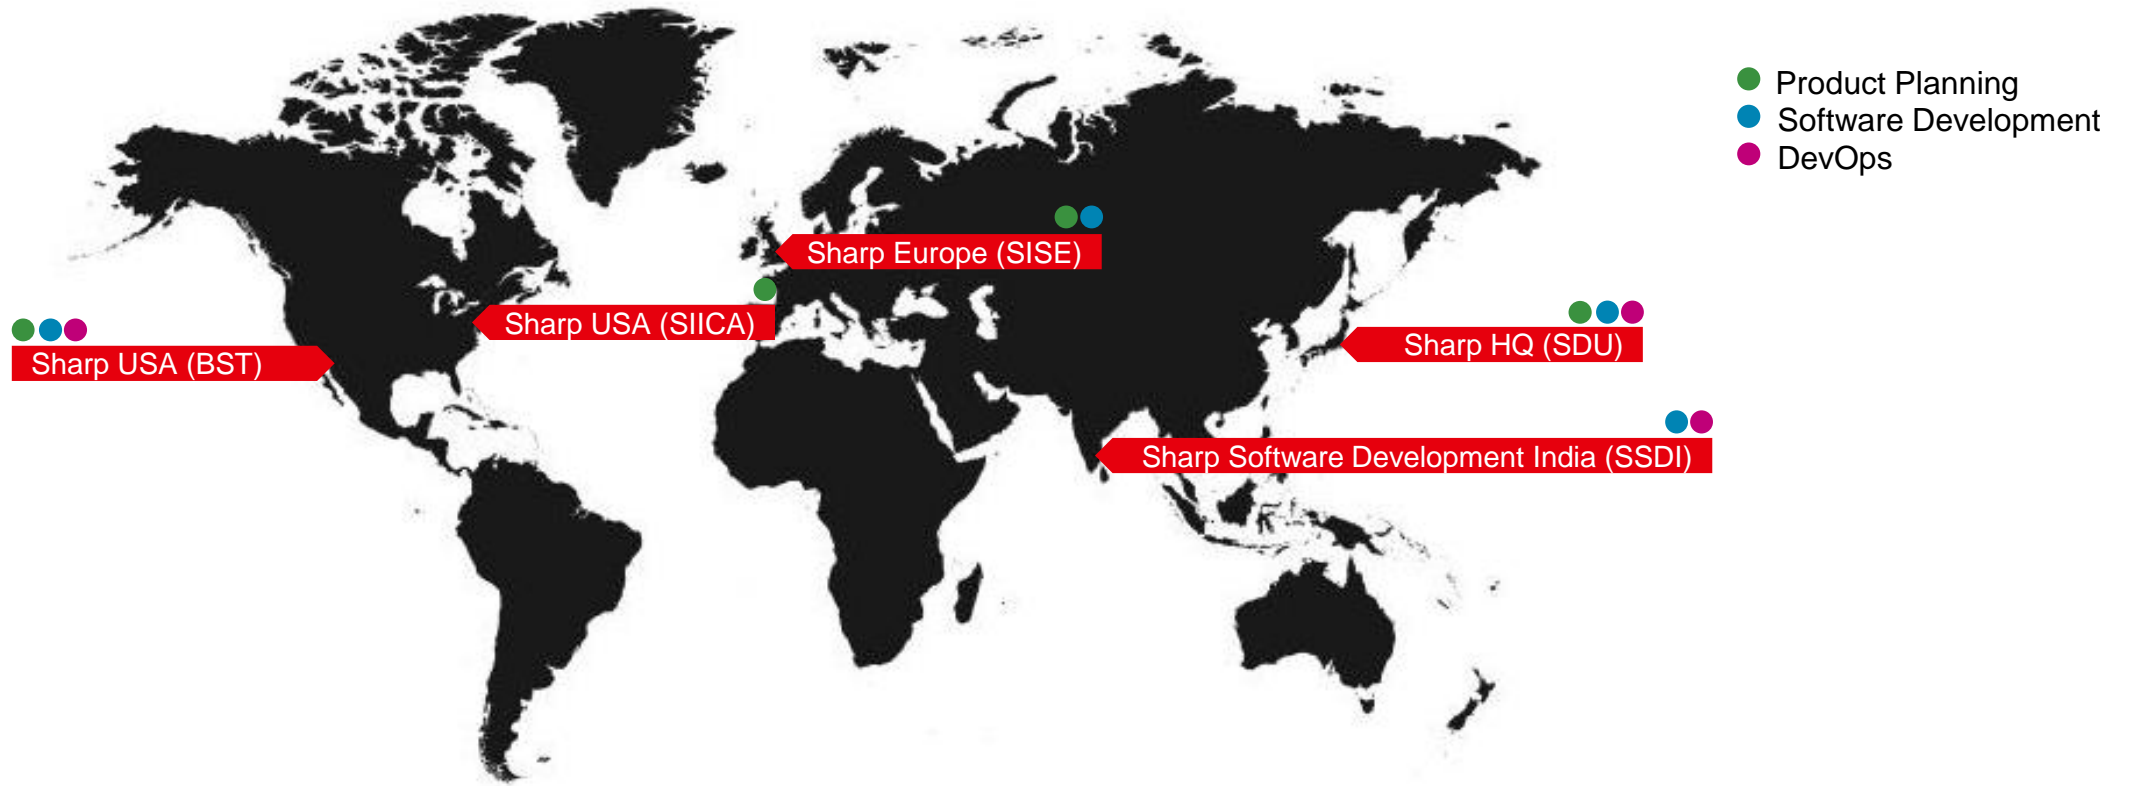 Product Planning
Software Development
DevOps
Sharp Europe (SISE)
Sharp USA (SIICA)
Sharp HQ (SDU)
Sharp USA (BST)
Sharp Software Development India (SSDI)